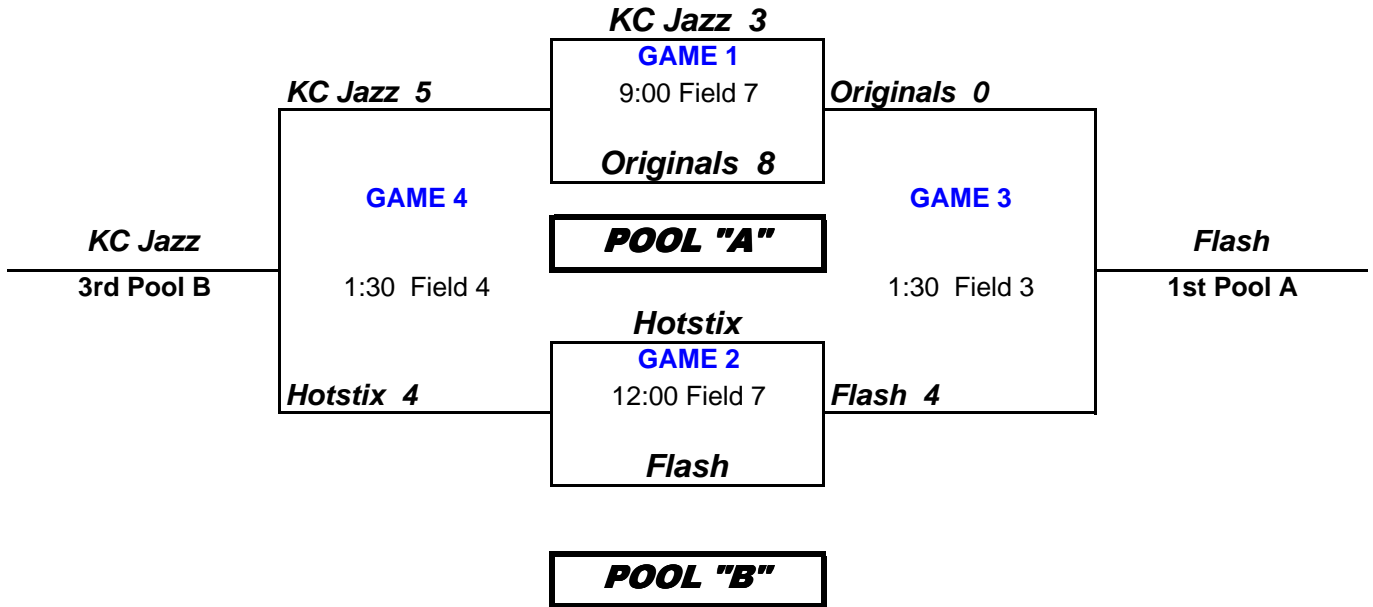 KC Jazz 3
GAME 1
KC Jazz 5
9:00 Field 7
Originals 0
Originals 8
GAME 4
GAME 3
KC Jazz
POOL "A"
Flash
3rd Pool B
1:30 Field 4
1:30 Field 3
1st Pool A
Hotstix
GAME 2
Hotstix 4
12:00 Field 7
Flash 4
Flash
POOL "B"